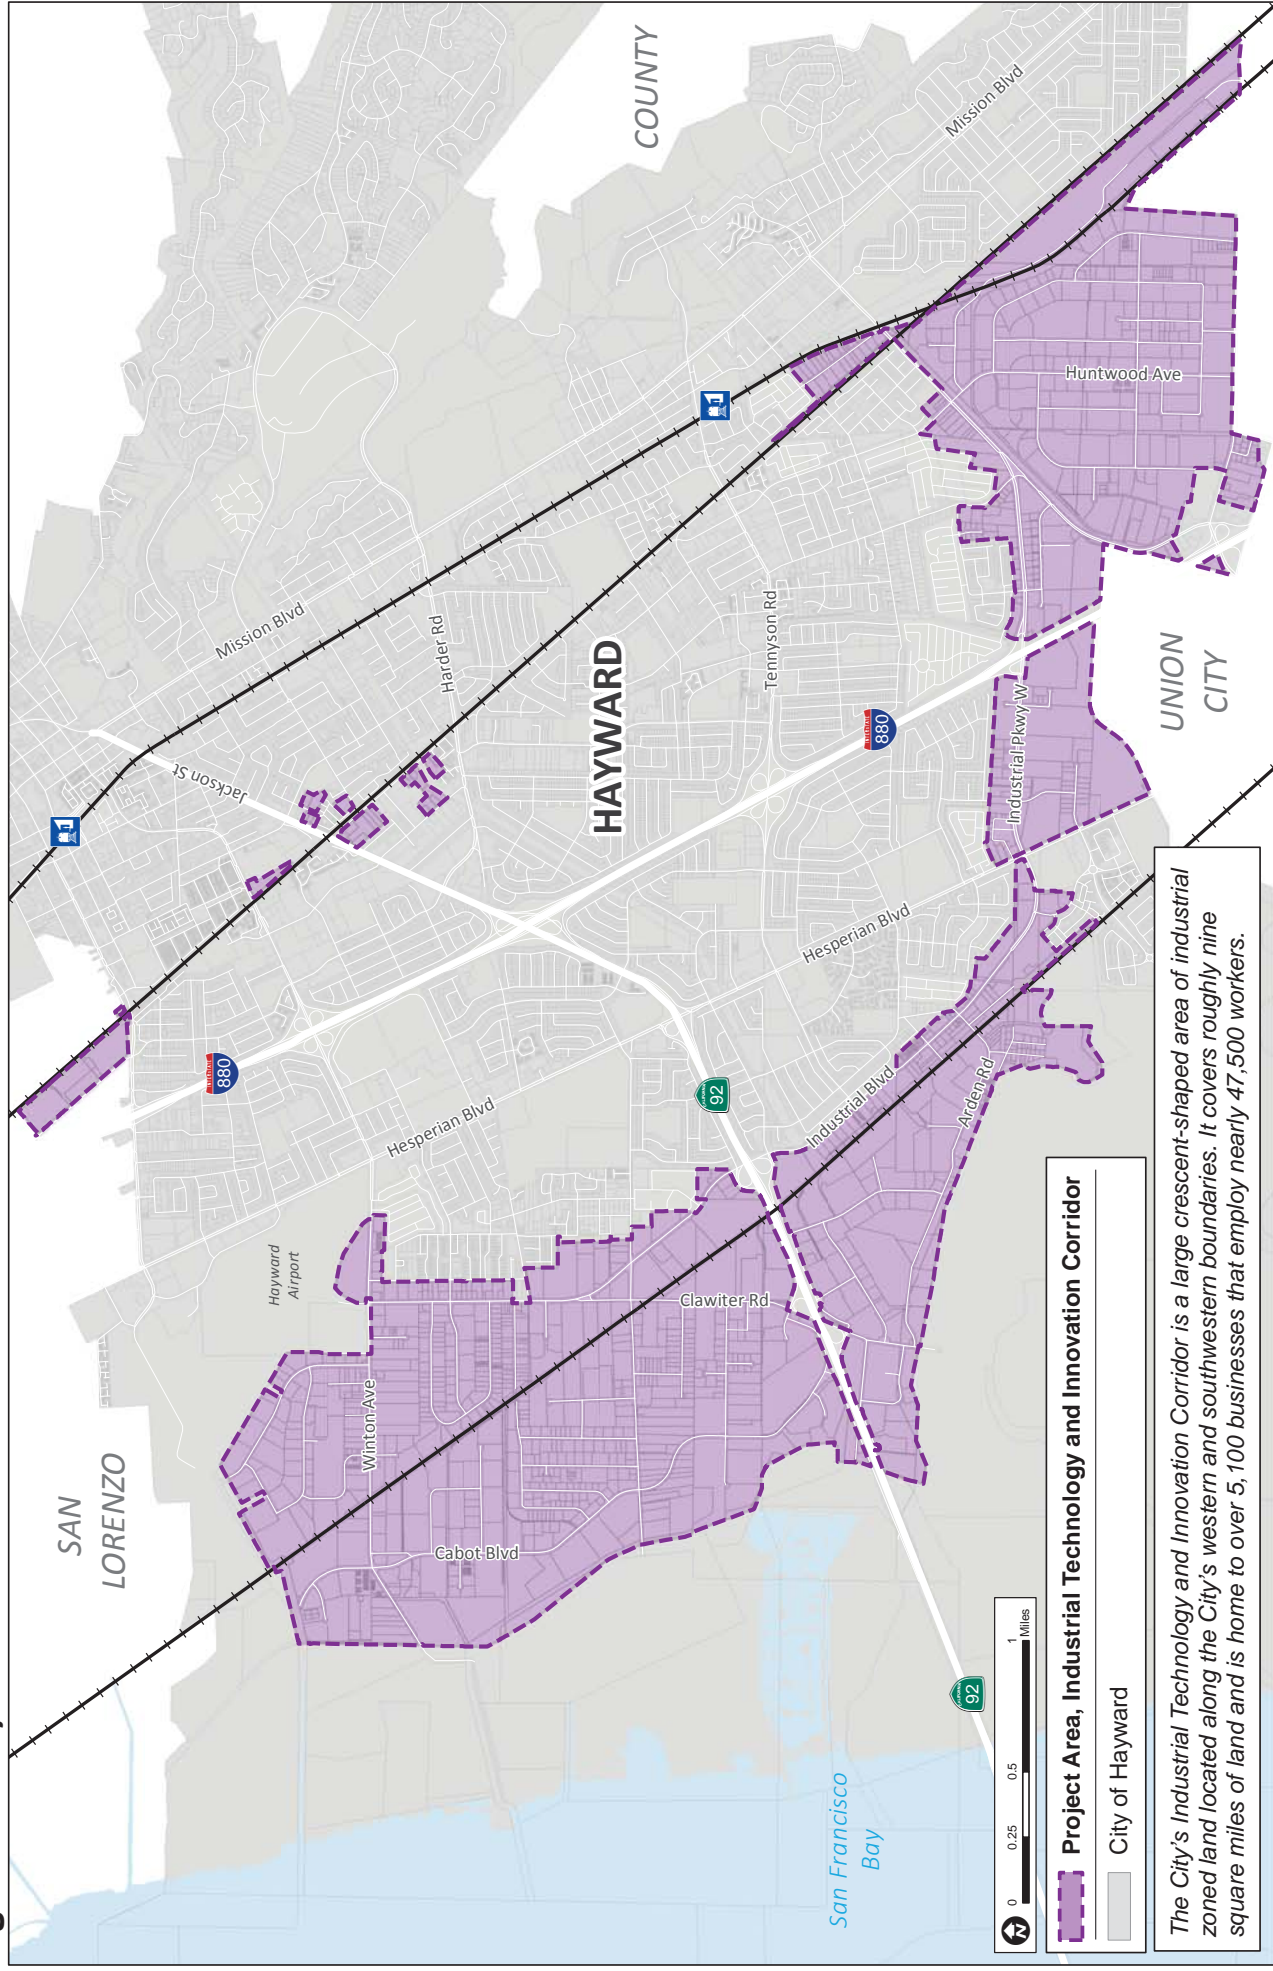 SAN
LORENZO
COUNTY
Mission Blvd
Mission Blvd
Jackson St
Harder Rd
HAYWARD
Tennyson Rd
880
880
Hesperian Blvd
Hesperian Blvd
Hayward
Airport
Winton Ave
Cabot Blvd
Clawiter Rd
CALIFORNIA
92
Industrial Blvd
Arden Rd
Industrial Pkwy W
Huntwood Ave
UNION
CITY
San Francisco
Bay
CALIFORNIA
92
N
0 0.25 0.5 1
Miles
Project Area, Industrial Technology and Innovation Corridor
City of Hayward
The City's Industrial Technology and Innovation Corridor is a large crescent-shaped area of industrial
zoned land located along the City's western and southwestern boundaries. It covers roughly nine
square miles of land and is home to over 5,100 businesses that employ nearly 47,500 workers.